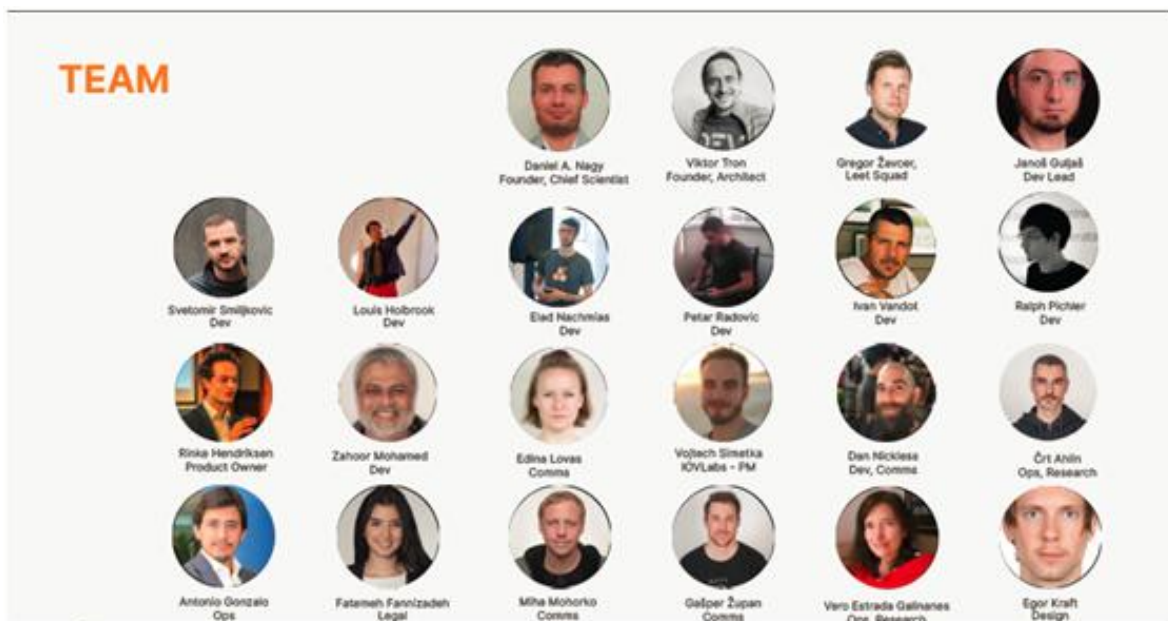 TEAM
Daniel A. Nagy
Founder, Chief Scientist
Viktor Tron
Founder, Architect
Gregor Žavcer,
Leet Squad
Janoš Guljaš
Dev Lead
Svetomir Smiljkovic
Dev
Louis Holbrook
Dev
Elad Nachmias
Dev
Petar Radovic
Dev
Ivan Vandot
Dev
Ralph Pichler
Dev
Rinke Hendriksen
Product Owner
Zahoor Mohamed
Dev
Edina Lovas
Comms
Vojtech Simetka
IOVLabs - PM
Dan Nickless
Dev, Comms
Črt Ahlin
Ops, Research
Antonio Gonzalo
Ops
Fatemeh Fannizadeh
Legal
Miha Mohorko
Comms
Gašper Župan
Comms
Vero Estrada Galinanes
Ops, Research
Egor Kraft
Design